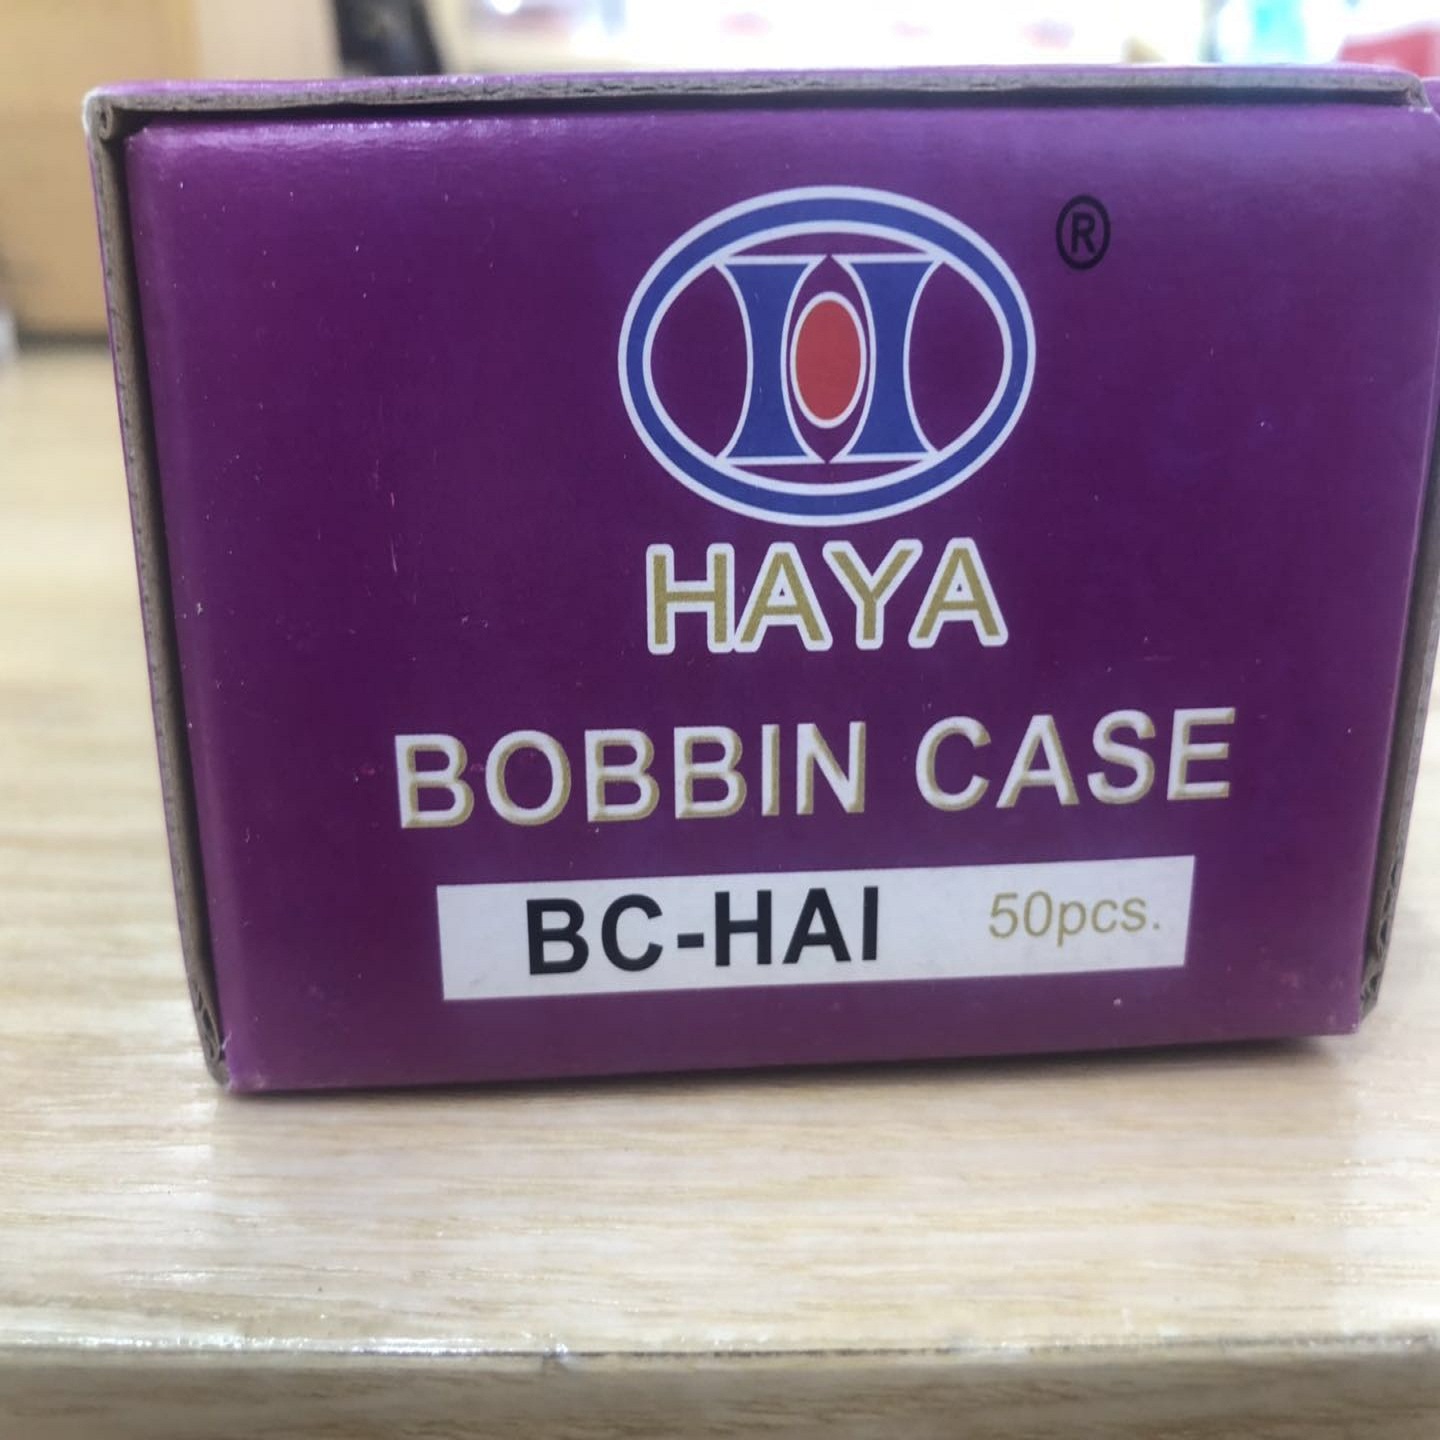 ®
HAYA
BOBBIN CASE
BC-HAI 50pcs.